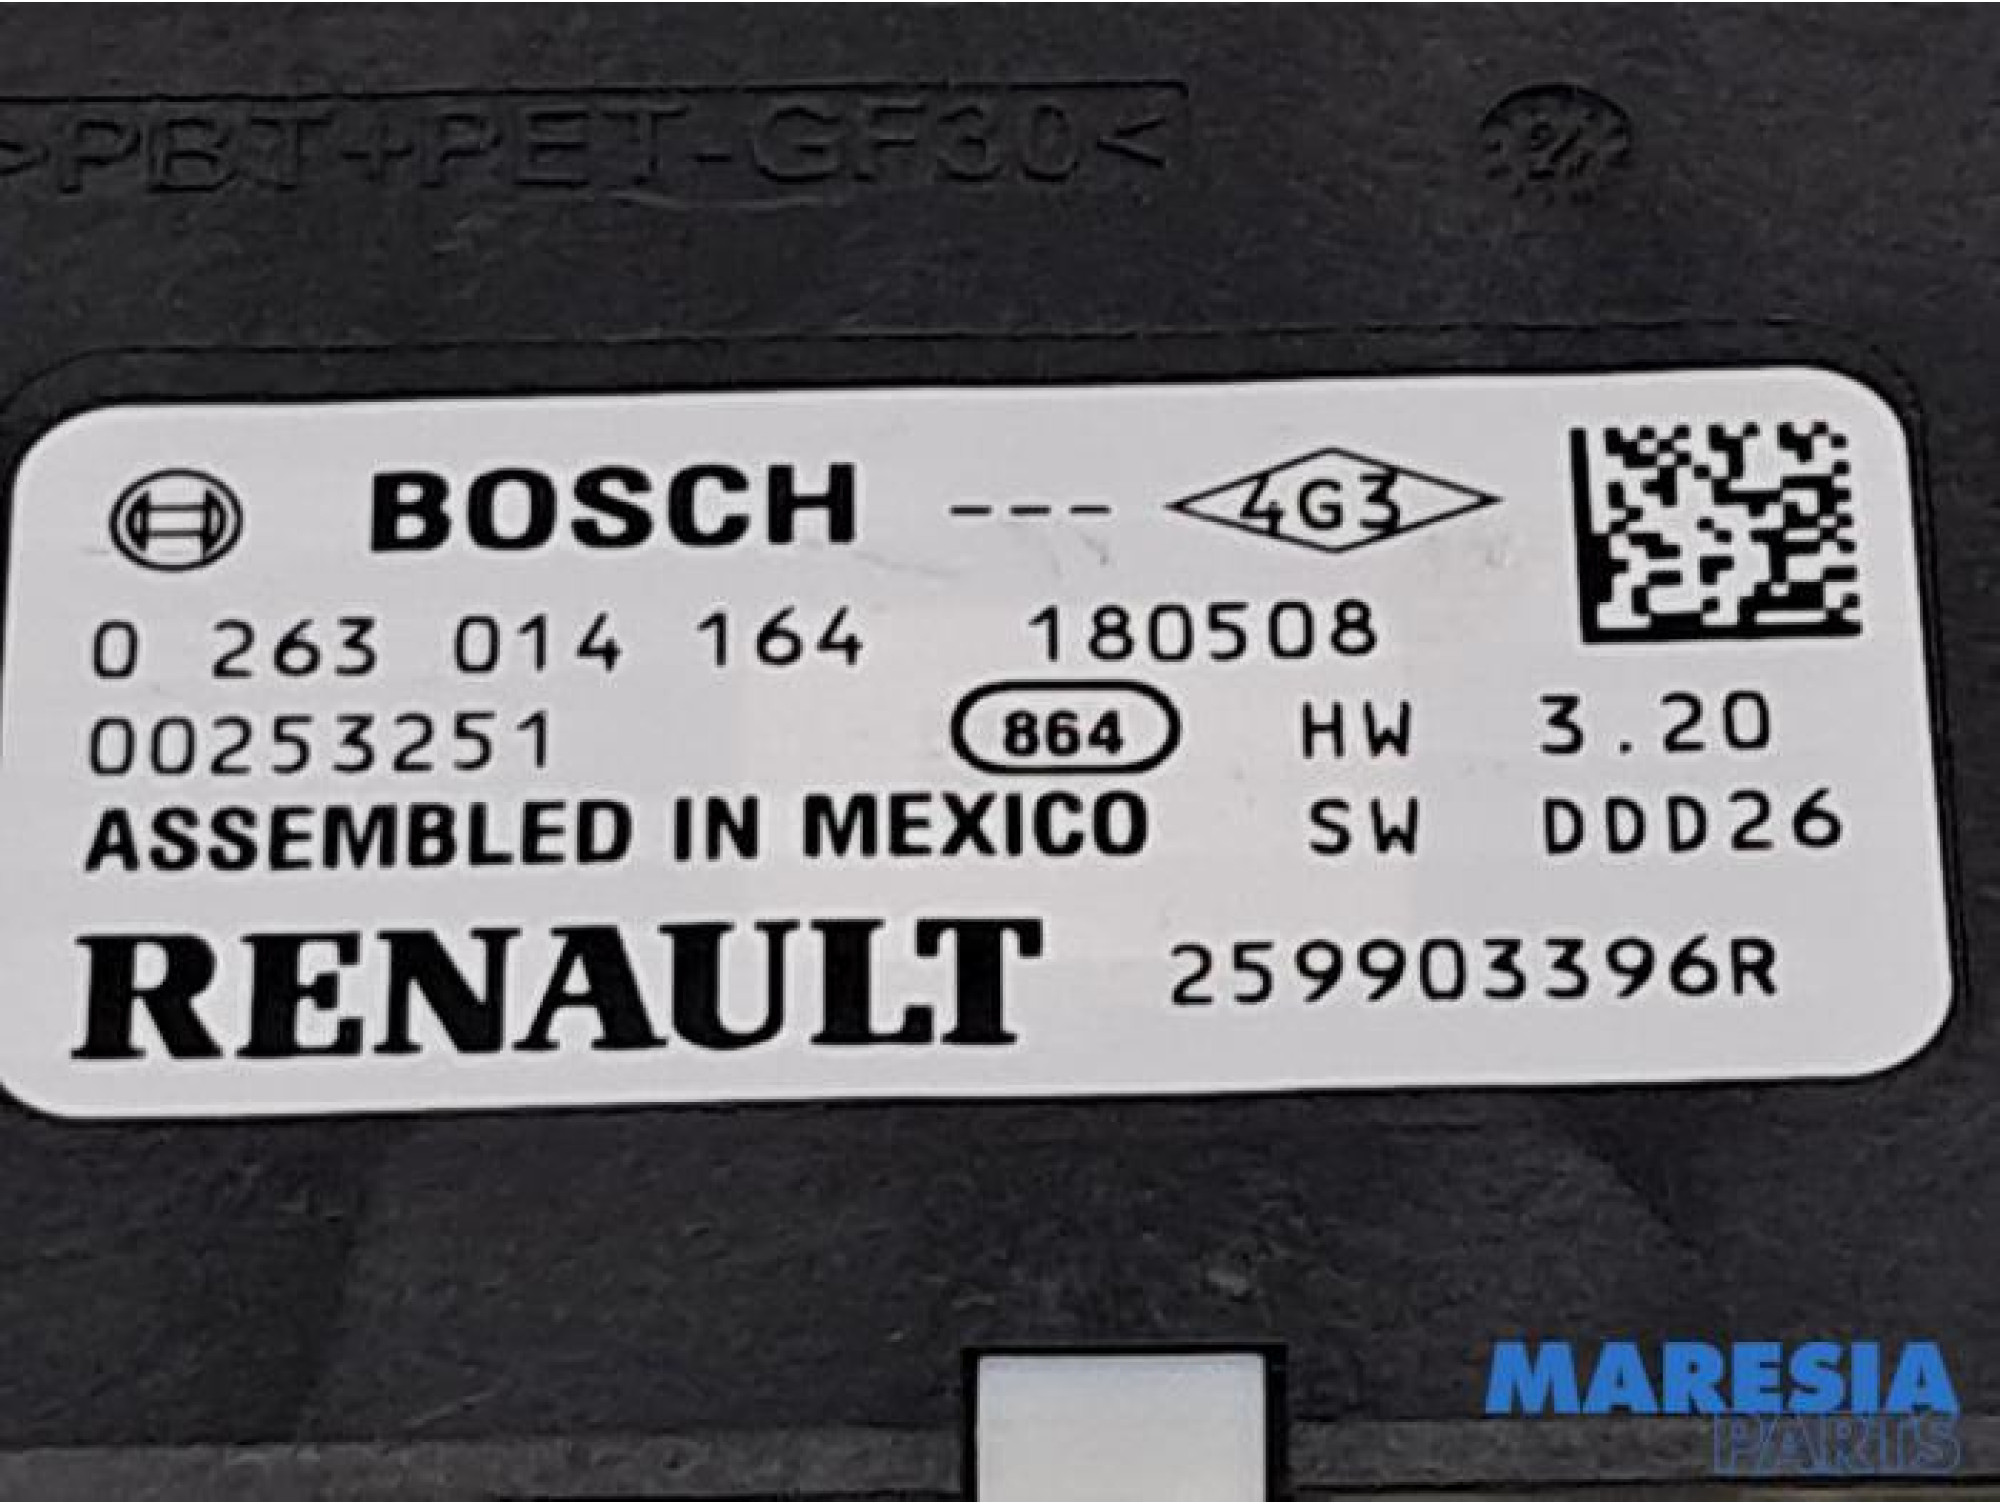 >PBT+PET-GF30<
BOSCH --- 4G3
0 263 014 164 180508
00253251 864 HW 3.20
ASSEMBLED IN MEXICO SW DDD26
RENAULT 259903396R
MARESIA
PARTS